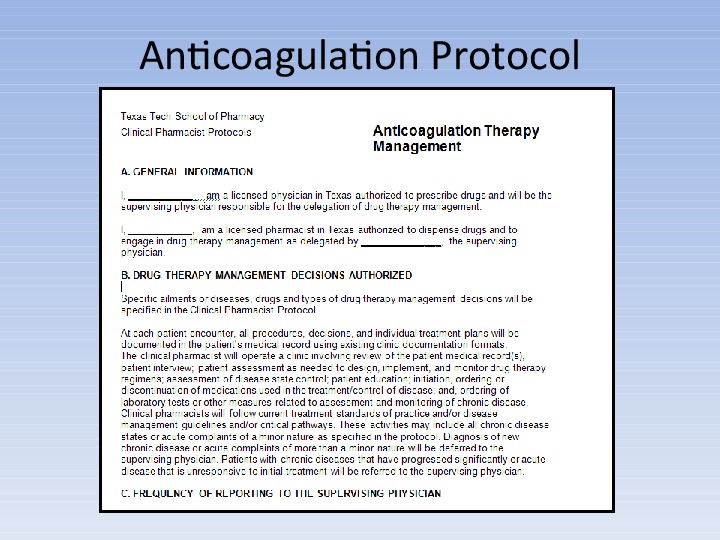 Anticoagulation Protocol
Texas Tech School of Pharmacy
Clinical Pharmacist Protocols
Anticoagulation Therapy
Management
A. GENERAL INFORMATION
I, ____________, am a licensed physician in Texas authorized to prescribe drugs and will be the
supervising physician responsible for the delegation of drug therapy management.
I, ____________, am a licensed pharmacist in Texas authorized to dispense drugs and to
engage in drug therapy management as delegated by _______________, the supervising
physician.
B. DRUG THERAPY MANAGEMENT DECISIONS AUTHORIZED
Specific ailments or diseases, drugs and types of drug therapy management decisions will be
specified in the Clinical Pharmacist Protocol.
At each patient encounter, all procedures, decisions, and individual treatment plans will be
documented in the patient's medical record using existing clinic documentation formats.
The clinical pharmacist will operate a clinic involving review of the patient medical record(s),
patient interview; patient assessment as needed to design, implement, and monitor drug therapy
regimens; assessment of disease state control; patient education; initiation, ordering or
discontinuation of medications used in the treatment/control of disease; and, ordering of
laboratory tests or other measures related to assessment and monitoring of chronic disease.
Clinical pharmacists will follow current treatment standards of practice and/or disease
management guidelines and/or critical pathways. These activities may include all chronic disease
states or acute complaints of a minor nature as specified in the protocol. Diagnosis of new
chronic disease or acute complaints of more than a minor nature will be deferred to the
supervising physician. Patients with chronic diseases that have progressed significantly or acute
disease that is unresponsive to initial treatment will be referred to the supervising physician.
C. FREQUENCY OF REPORTING TO THE SUPERVISING PHYSICIAN